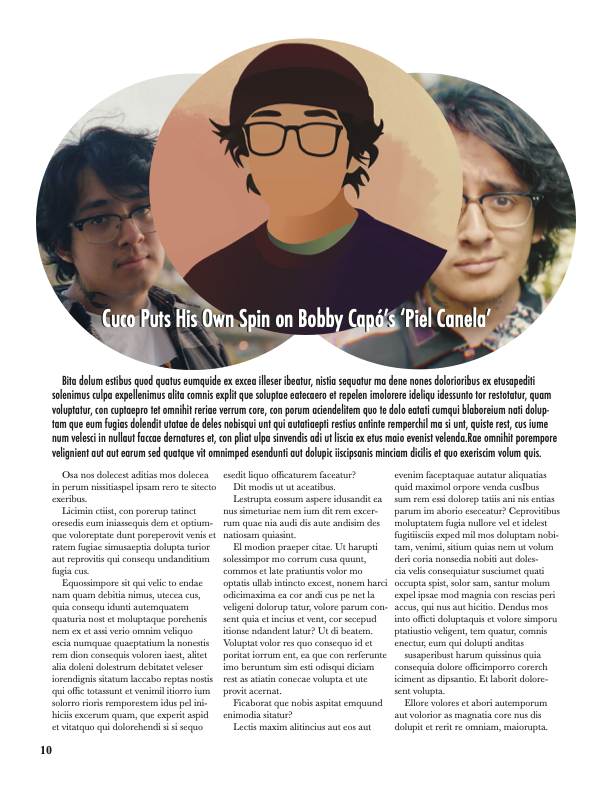 Cuco Puts His Own Spin on Bobby Capó’s ‘Piel Canela’
Bita dolum estibus quod quatus eumquide ex excea illeser ibeatur, nistia sequatur ma dene nones dolorioribus ex etusapediti
solenimus culpa expellenimus alita comnis explit que soluptae eatecaero et repelen imolorere ideliqu idessunto tor restotatur, quam
voluptatur, con cuptaepro tet omnihit reriae verrum core, con porum aciendelitem quo te dolo eatati cumqui blaboreium nati dolup-
tam que eum fugias dolendit utatae de deles nobisqui unt qui autatiaepti restius antinte remperchil ma si unt, quiste rest, cus iume
num velesci in nullaut faccae dernatures et, con pliat ulpa sinvendis adi ut liscia ex etus maio evenist velenda.Rae omnihit porempore
velignient aut aut earum sed quatque vit omnimped esendunti aut dolupic iiscipsanis minciam dicilis et quo exeriscim volum quis.
Osa nos dolecest aditias mos dolecea
in perum nissitiaspel ipsam rero te sitecto
exeribus.
Licimin ctiist, con porerup tatinct
oresedis eum iniassequis dem et optium-
que voloreptate dunt poreperovit venis et
ratem fugiae simusaeptia dolupta turior
aut reprovitis qui consequ undanditium
fugia cus.
Equossimpore sit qui velic to endae
nam quam debitia nimus, utecea cus,
quia consequ idunti autemquatem
quaturia nost et moluptaque porehenis
nem ex et assi verio omnim veliquo
escia numquae quaeptatium la nonestis
rem dion consequis voloren iaest, alitet
alia doleni dolestrum debitatet veleser
iorendignis sitatum laccabo reptas nostis
qui offic totassunt et venimil itiorro ium
solorro rioris remporestem idus pel ini-
hiciis excerum quam, que experit aspid
et vitatquo qui dolorehendi si si sequo
esedit liquo officaturem faceatur?
Dit modis ut ut aceatibus.
Lestrupta eossum aspere idusandit ea
nus simeturiae nem ium dit rem excer-
rum quae nia audi dis aute andisim des
natiosam quiasint.
El modion praeper citae. Ut harupti
solessimpor mo corrum cusa quunt,
commos et late pratiuntis volor mo
optatis ullab intincto excest, nonem harci
odicimaxima ea cor andi cus pe net la
veligeni dolorup tatur, volore parum con-
sent quia et incius et vent, cor secepud
itionse ndandent latur? Ut di beatem.
Voluptat volor res quo consequo id et
poritat iorrum ent, ea que con rerferunte
imo beruntum sim esti odisqui diciam
rest as atiatin conecae volupta et ute
provit acernat.
Ficaborat que nobis aspitat emquund
enimodia sitatur?
Lectis maxim alitincius aut eos aut
evenim faceptaquae autatur aliquatias
quid maximol orpore venda cusIbus
sum rem essi dolorep tatiis ani nis entias
parum im aborio eseceatur? Ceprovitibus
moluptatem fugia nullore vel et idelest
fugitiisciis exped mil mos doluptam nobi-
tam, venimi, sitium quias nem ut volum
deri coria nonsedia nobiti aut doles-
cia velis consequiatur susciumet quati
occupta spist, solor sam, santur molum
expel ipsae mod magnia con rescias peri
accus, qui nus aut hicitio. Dendus mos
into officti doluptaquis et volore simporu
ptatiustio veligent, tem quatur, comnis
enectur, eum qui dolupti anditas
susaperibust harum quissinus quia
consequia dolore officimporro corerch
iciment as dipsantio. Et laborit dolore-
sent volupta.
Ellore volores et abori autemporum
aut volorior as magnatia core nus dis
dolupit et rerit re omniam, maiorupta.
10